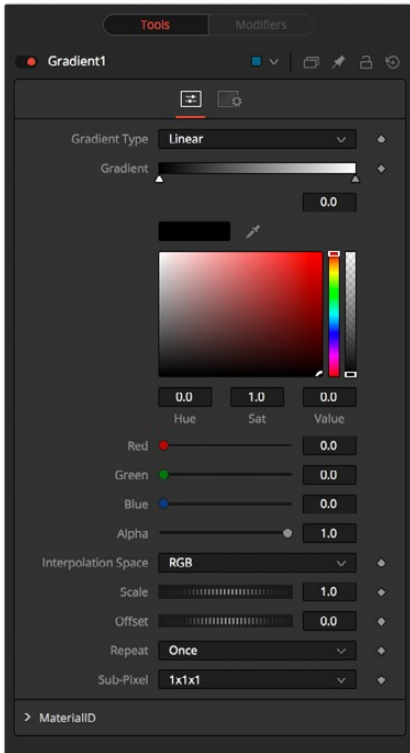 Tools Modifiers
Gradient1
Gradient Type Linear
Gradient
0.0
0.0 1.0 0.0
Hue Sat Value
Red 0.0
Green 0.0
Blue 0.0
Alpha 1.0
Interpolation Space RGB
Scale 1.0
Offset 0.0
Repeat Once
Sub-Pixel 1x1x1
> MaterialID